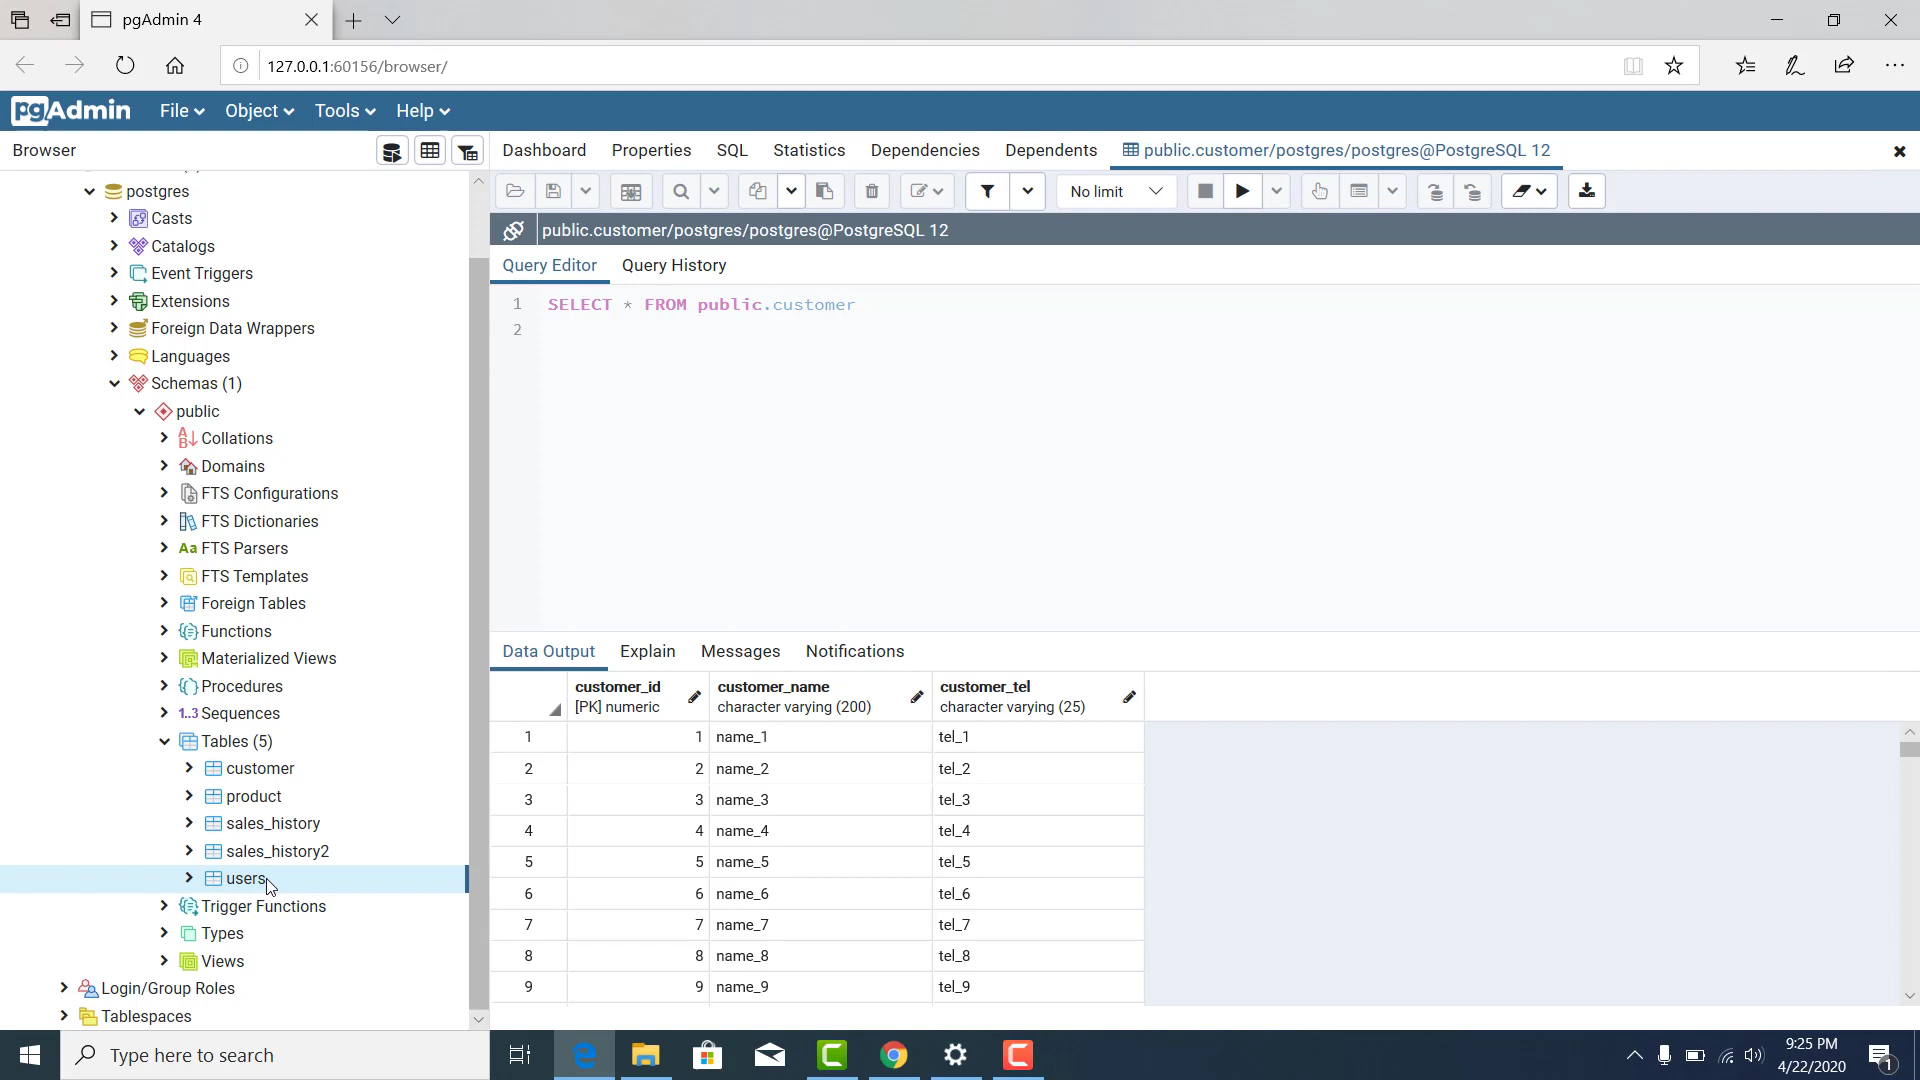 pgAdmin 4
127.0.0.1:60156/browser/
pgAdmin File Object Tools Help
Browser
Dashboard Properties SQL Statistics Dependencies Dependents public.customer/postgres/postgres@PostgreSQL 12
No limit
public.customer/postgres/postgres@PostgreSQL 12
Query Editor Query History
1 SELECT * FROM public.customer
2
postgres
Casts
Catalogs
Event Triggers
Extensions
Foreign Data Wrappers
Languages
Schemas (1)
public
Collations
Domains
FTS Configurations
FTS Dictionaries
Aa FTS Parsers
FTS Templates
Foreign Tables
Functions
Materialized Views
Procedures
1..3 Sequences
Tables (5)
customer
product
sales_history
sales_history2
users
Trigger Functions
Types
Views
Login/Group Roles
Tablespaces
Data Output Explain Messages Notifications
customer_id customer_name customer_tel
[PK] numeric character varying (200) character varying (25)
1 1 name_1 tel_1
2 2 name_2 tel_2
3 3 name_3 tel_3
4 4 name_4 tel_4
5 5 name_5 tel_5
6 6 name_6 tel_6
7 7 name_7 tel_7
8 8 name_8 tel_8
9 9 name_9 tel_9
Type here to search
9:25 PM
4/22/2020
1